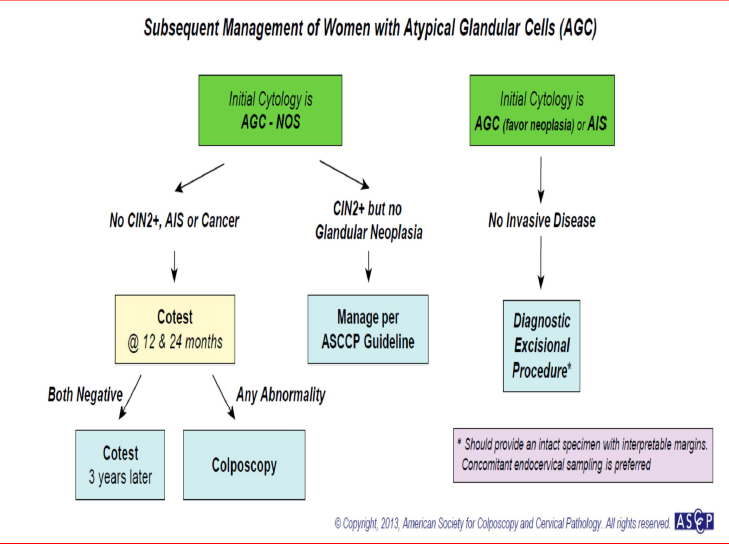 Subsequent Management of Women with Atypical Glandular Cells (AGC)
Initial Cytology is
AGC - NOS
Initial Cytology is
AGC (favor neoplasia) or AIS
No CIN2+, AIS or Cancer
CIN2+ but no
Glandular Neoplasia
No Invasive Disease
Cotest
@ 12 & 24 months
Manage per
ASCCP Guideline
Diagnostic
Excisional
Procedure*
Both Negative
Any Abnormality
Cotest
3 years later
Colposcopy
* Should provide an intact specimen with interpretable margins.
Concomitant endocervical sampling is preferred
© Copyright, 2013, American Society for Colposcopy and Cervical Pathology. All rights reserved.
ASCCP